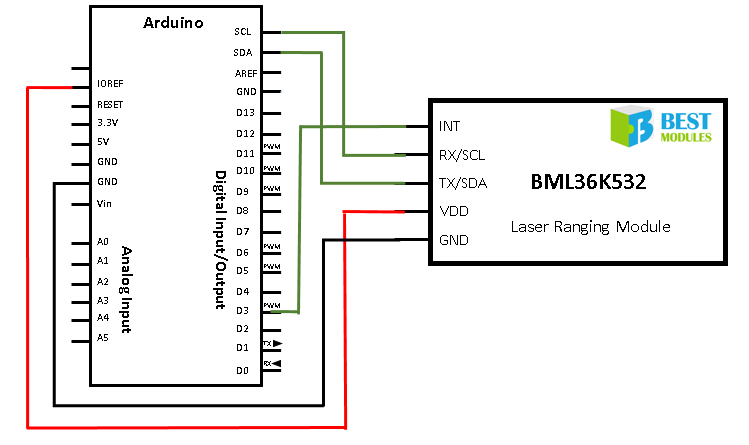 Arduino
IOREF
RESET
3.3V
5V
GND
GND
Vin
A0
A1
A2
A3
A4
A5
Analog Input
Digital Input/Output
SCL
SDA
AREF
GND
D13
D12
PWM
D11
PWM
D10
PWM
D9
D8
D7
PWM
D6
PWM
D5
D4
PWM
D3
D2
TX
D1
RX
D0
INT
RX/SCL
TX/SDA
VDD
GND
BEST
MODULES
BML36K532
Laser Ranging Module